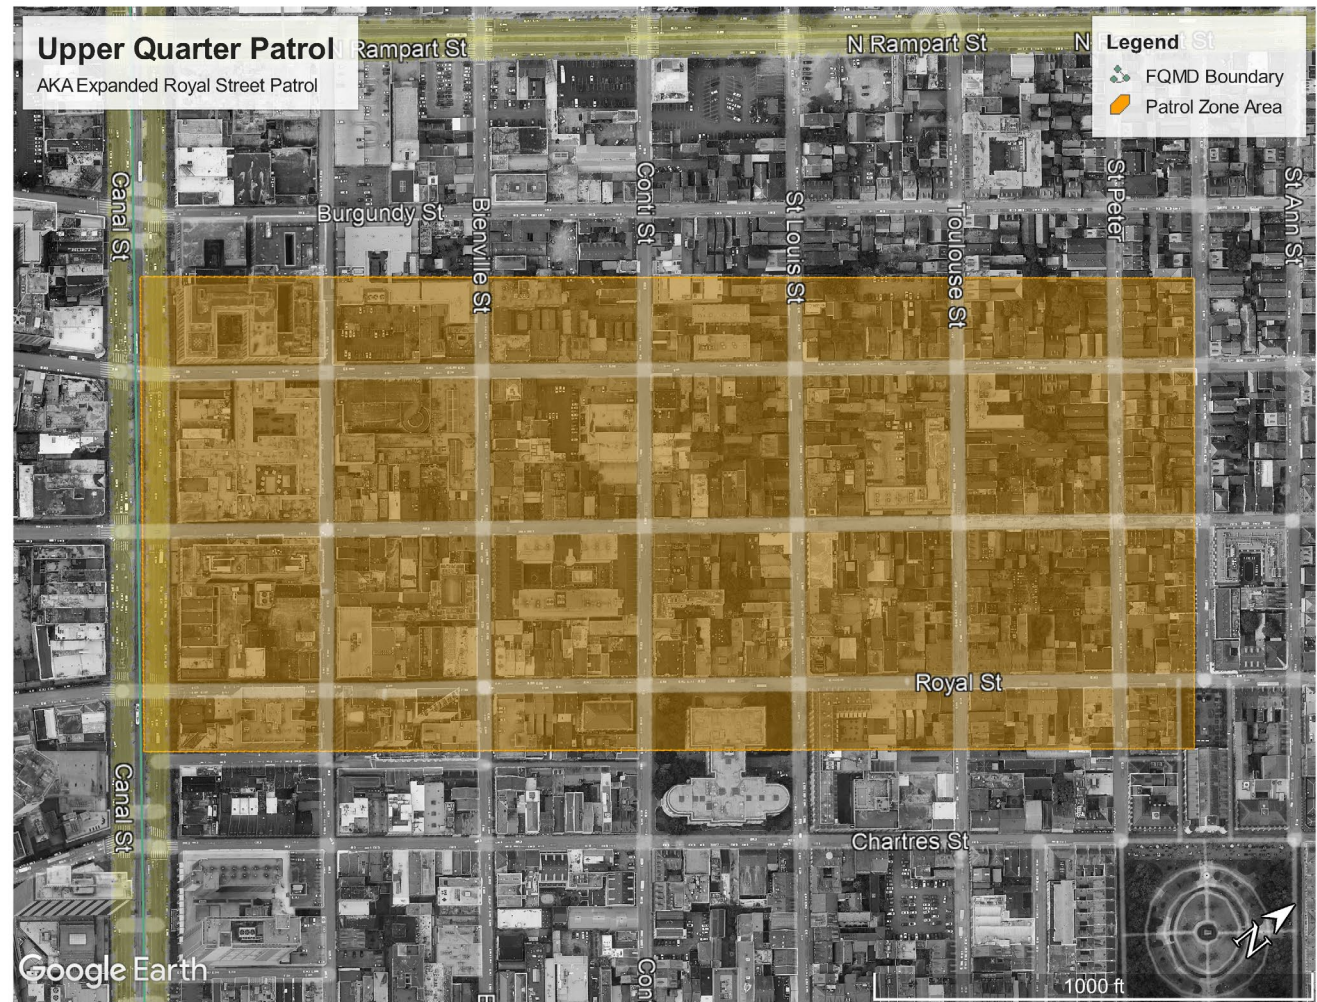 Upper Quarter Patrol
AKA Expanded Royal Street Patrol
N Rampart St
N Rampart St
Legend
FQMD Boundary
Patrol Zone Area
Canal St
Burgundy St
Bienville St
Conti St
St Louis St
Toulouse St
St Peter
St Ann St
Royal St
Canal St
Chartres St
Google Earth
Con
N
1000 ft